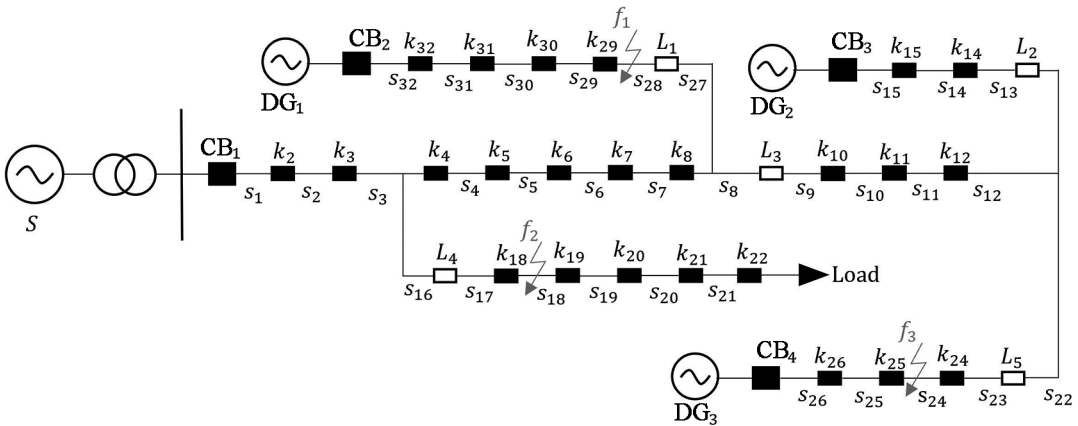 f₁
CB₂ k₃₂ k₃₁ k₃₀ k₂₉ L₁
DG₁ s₃₂ s₃₁ s₃₀ s₂₉ s₂₈ s₂₇
CB₃ k₁₅ k₁₄ L₂
DG₂ s₁₅ s₁₄ s₁₃
CB₁ k₂ k₃ k₄ k₅ k₆ k₇ k₈ L₃ k₁₀ k₁₁ k₁₂
S s₁ s₂ s₃ s₄ s₅ s₆ s₇ s₈ s₉ s₁₀ s₁₁ s₁₂
f₂
L₄ k₁₈ k₁₉ k₂₀ k₂₁ k₂₂
Load
s₁₆ s₁₇ s₁₈ s₁₉ s₂₀ s₂₁
f₃
CB₄ k₂₆ k₂₅ k₂₄ L₅
DG₃ s₂₆ s₂₅ s₂₄ s₂₃ s₂₂